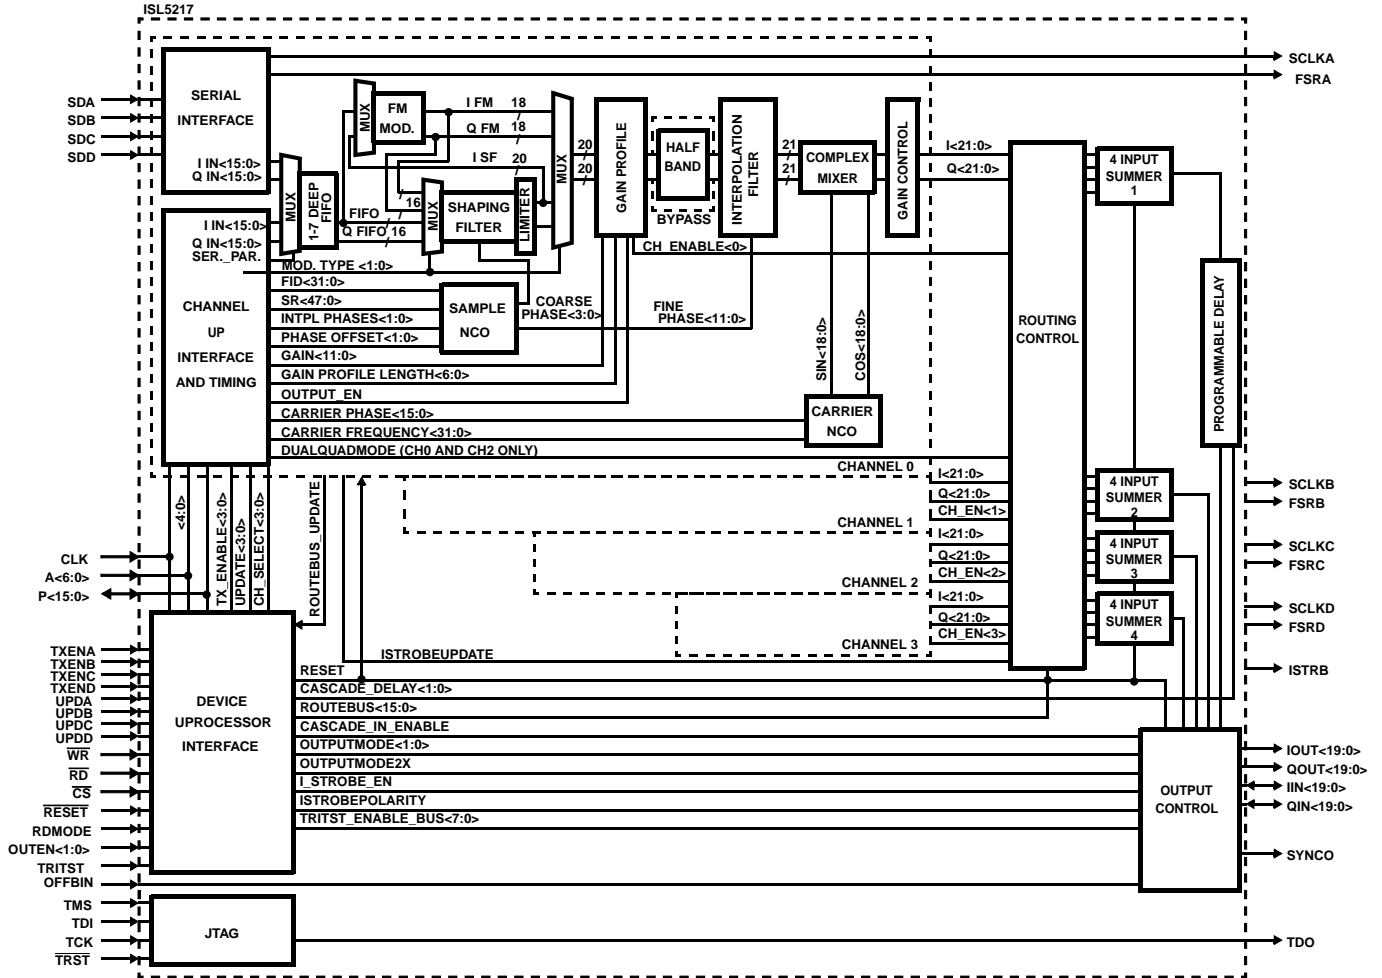 ISL5217
SCLKA
FSRA
SDA
SDB
SDC
SDD
SERIAL
INTERFACE
I IN<15:0>
Q IN<15:0>
MUX
1-7 DEEP
FIFO
MUX
FM
MOD.
I FM
18
Q FM
18
I SF
20
FIFO
16
Q FIFO
16
MUX
SHAPING
FILTER
LIMITER
MUX
20
20
GAIN PROFILE
HALF
BAND
BYPASS
INTERPOLATION
FILTER
21
21
COMPLEX
MIXER
GAIN CONTROL
I<21:0>
Q<21:0>
4 INPUT
SUMMER
1
I IN<15:0>
Q IN<15:0>
SER._PAR.
MOD. TYPE <1:0>
FID<31:0>
SR<47:0>
INTPL PHASES<1:0>
PHASE OFFSET<1:0>
GAIN<11:0>
GAIN PROFILE LENGTH<6:0>
OUTPUT_EN
CARRIER PHASE<15:0>
CARRIER FREQUENCY<31:0>
DUALQUADMODE (CH0 AND CH2 ONLY)
CHANNEL
UP
INTERFACE
AND TIMING
SAMPLE
NCO
COARSE
PHASE<3:0>
FINE
PHASE<11:0>
CH_ENABLE<0>
SIN<18:0>
COS<18:0>
CARRIER
NCO
ROUTING
CONTROL
PROGRAMMABLE DELAY
CHANNEL 0
I<21:0>
Q<21:0>
CH_EN<1>
4 INPUT
SUMMER
2
SCLKB
FSRB
CHANNEL 1
I<21:0>
Q<21:0>
CH_EN<2>
4 INPUT
SUMMER
3
SCLKC
FSRC
CHANNEL 2
I<21:0>
Q<21:0>
CH_EN<3>
4 INPUT
SUMMER
4
SCLKD
FSRD
CHANNEL 3
ISTRB
CLK
A<6:0>
P<15:0>
<4:0>
TX_ENABLE<3:0>
UPDATE<3:0>
CH_SELECT<3:0>
ROUTEBUS_UPDATE
ISTROBEUPDATE
TXENA
TXENB
TXENC
TXEND
UPDA
UPDB
UPDC
UPDD
WR
RD
CS
RESET
RDMODE
OUTEN<1:0>
TRITST
OFFBIN
DEVICE
UPROCESSOR
INTERFACE
RESET
CASCADE_DELAY<1:0>
ROUTEBUS<15:0>
CASCADE_IN_ENABLE
OUTPUTMODE<1:0>
OUTPUTMODE2X
I_STROBE_EN
ISTROBEPOLARITY
TRITST_ENABLE_BUS<7:0>
OUTPUT
CONTROL
IOUT<19:0>
QOUT<19:0>
IIN<19:0>
QIN<19:0>
SYNCO
TMS
TDI
TCK
TRST
JTAG
TDO